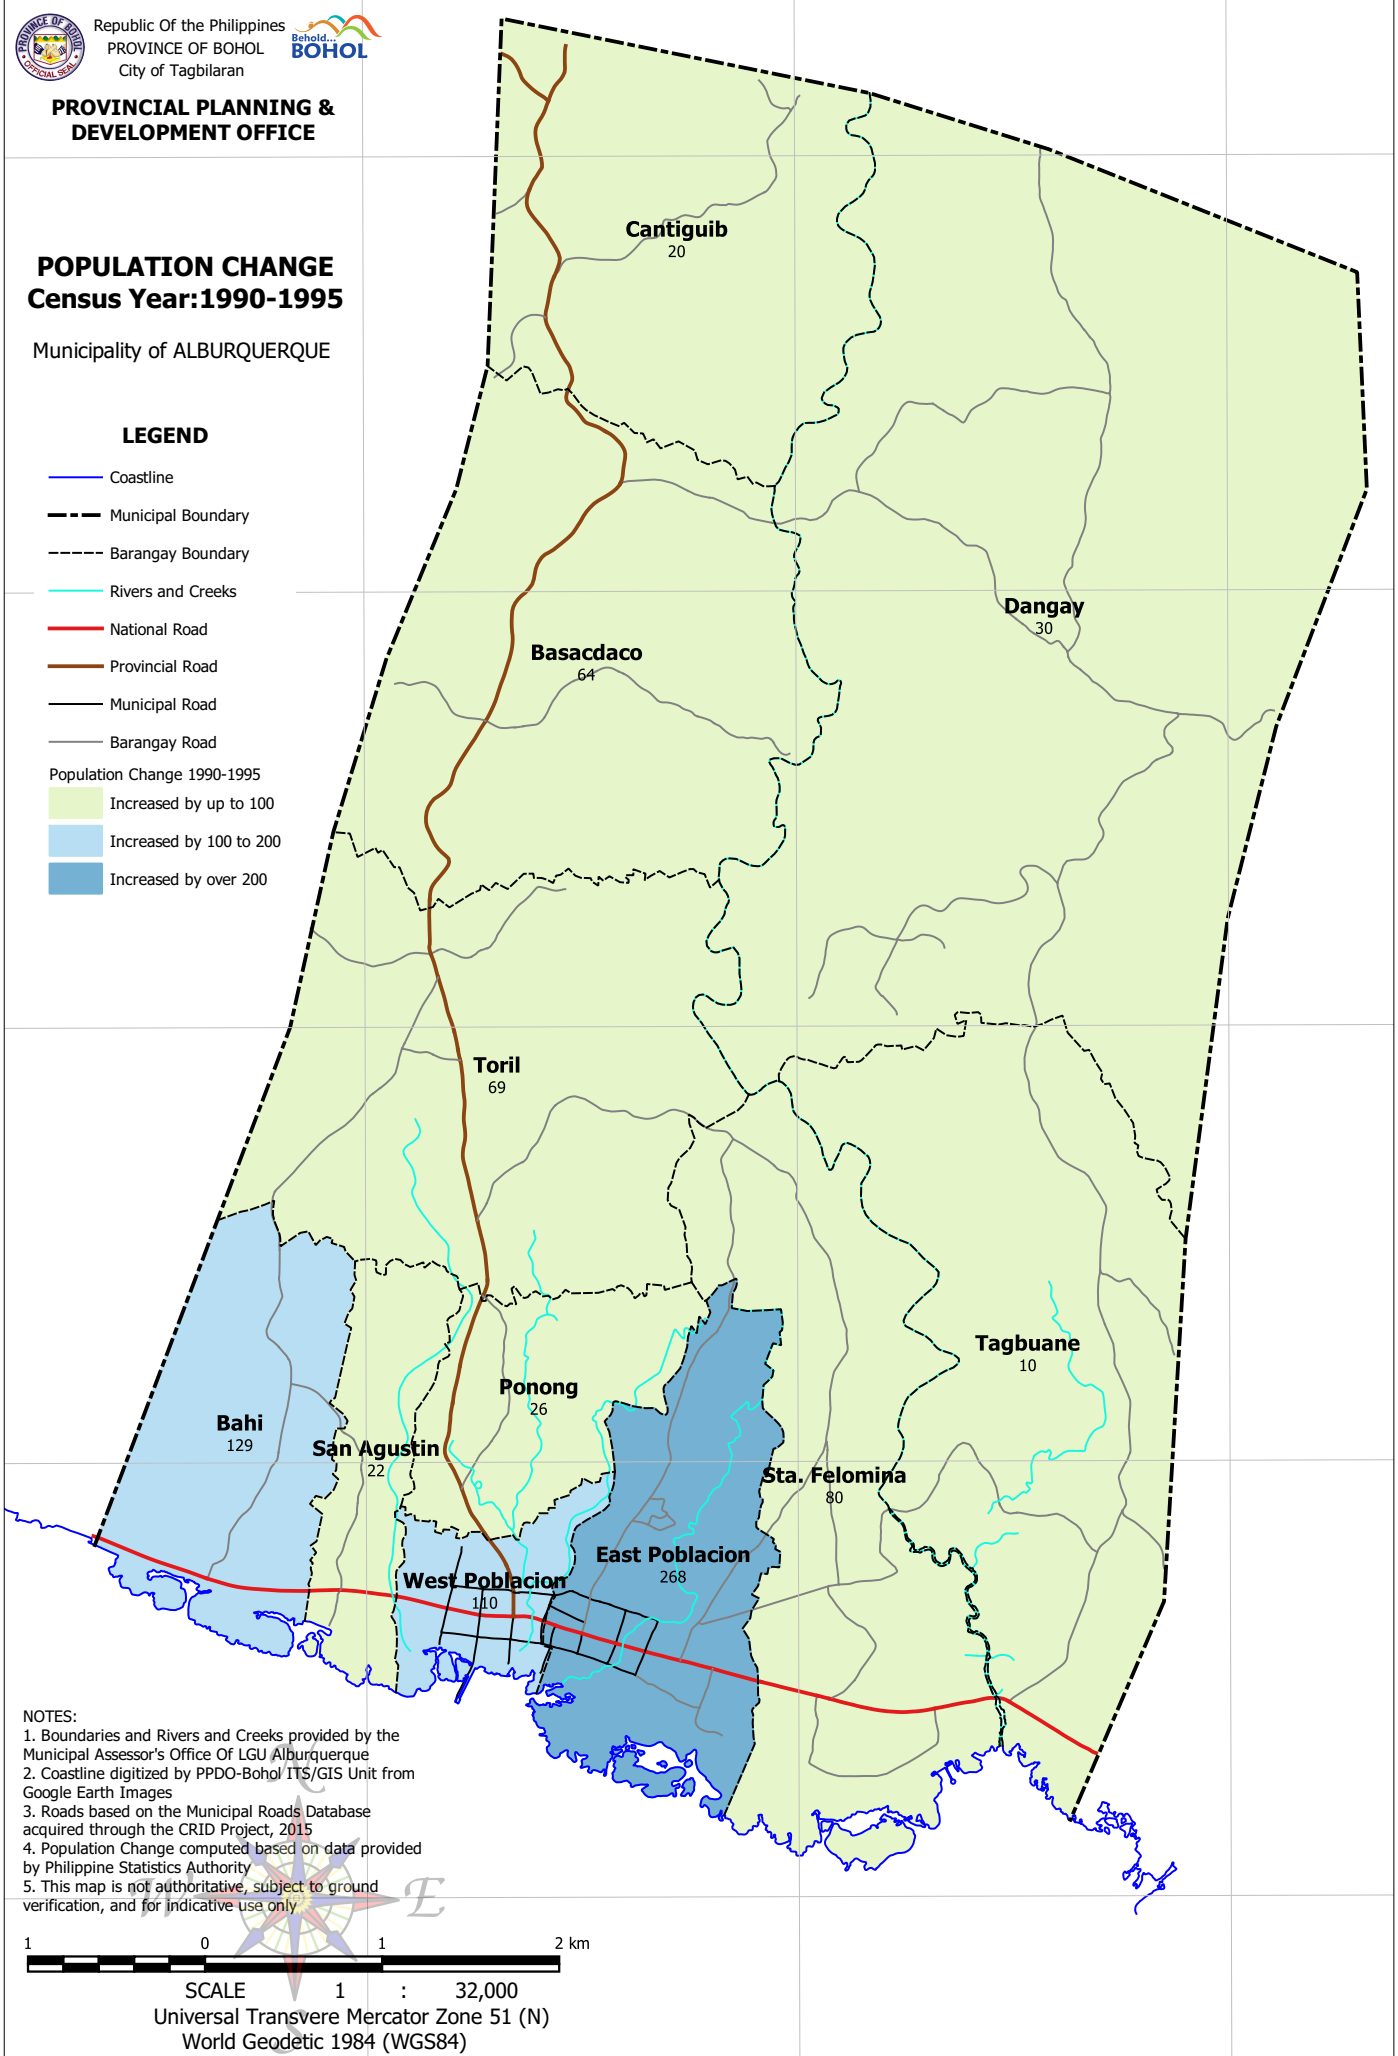 Republic Of the Philippines
PROVINCE OF BOHOL
City of Tagbilaran
PROVINCE OF BOHOL
OFFICIAL SEAL
Behold...
BOHOL
PROVINCIAL PLANNING &
DEVELOPMENT OFFICE
POPULATION CHANGE
Census Year:1990-1995
Municipality of ALBURQUERQUE
LEGEND
Coastline
Municipal Boundary
Barangay Boundary
Rivers and Creeks
National Road
Provincial Road
Municipal Road
Barangay Road
Population Change 1990-1995
Increased by up to 100
Increased by 100 to 200
Increased by over 200
Cantiguib
20
Dangay
30
Basacdaco
64
Toril
69
Tagbuane
10
Ponong
26
Bahi
129
San Agustin
22
Sta. Felomina
80
East Poblacion
268
West Poblacion
110
NOTES:
1. Boundaries and Rivers and Creeks provided by the
Municipal Assessor's Office Of LGU Alburquerque
2. Coastline digitized by PPDO-Bohol ITS/GIS Unit from
Google Earth Images
3. Roads based on the Municipal Roads Database
acquired through the CRID Project, 2015
4. Population Change computed based on data provided
by Philippine Statistics Authority
5. This map is not authoritative, subject to ground
verification, and for indicative use only
N
W
E
S
1 0 1 2 km
SCALE 1 : 32,000
Universal Transvere Mercator Zone 51 (N)
World Geodetic 1984 (WGS84)